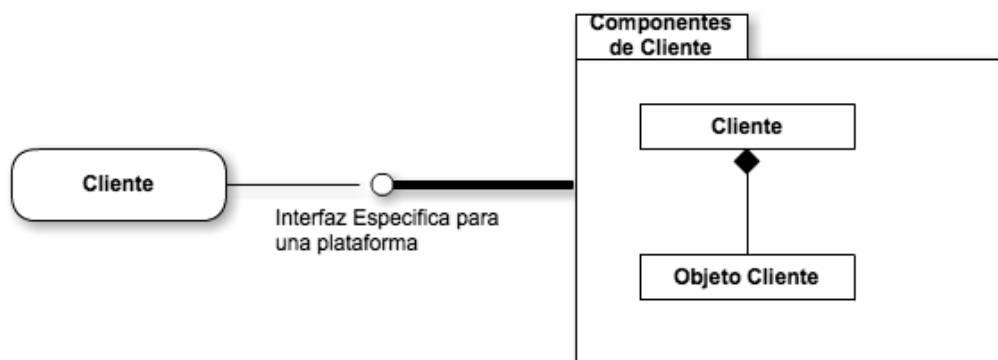 Componentes
de Cliente
Cliente
Cliente
Interfaz Especifica para
una plataforma
Objeto Cliente